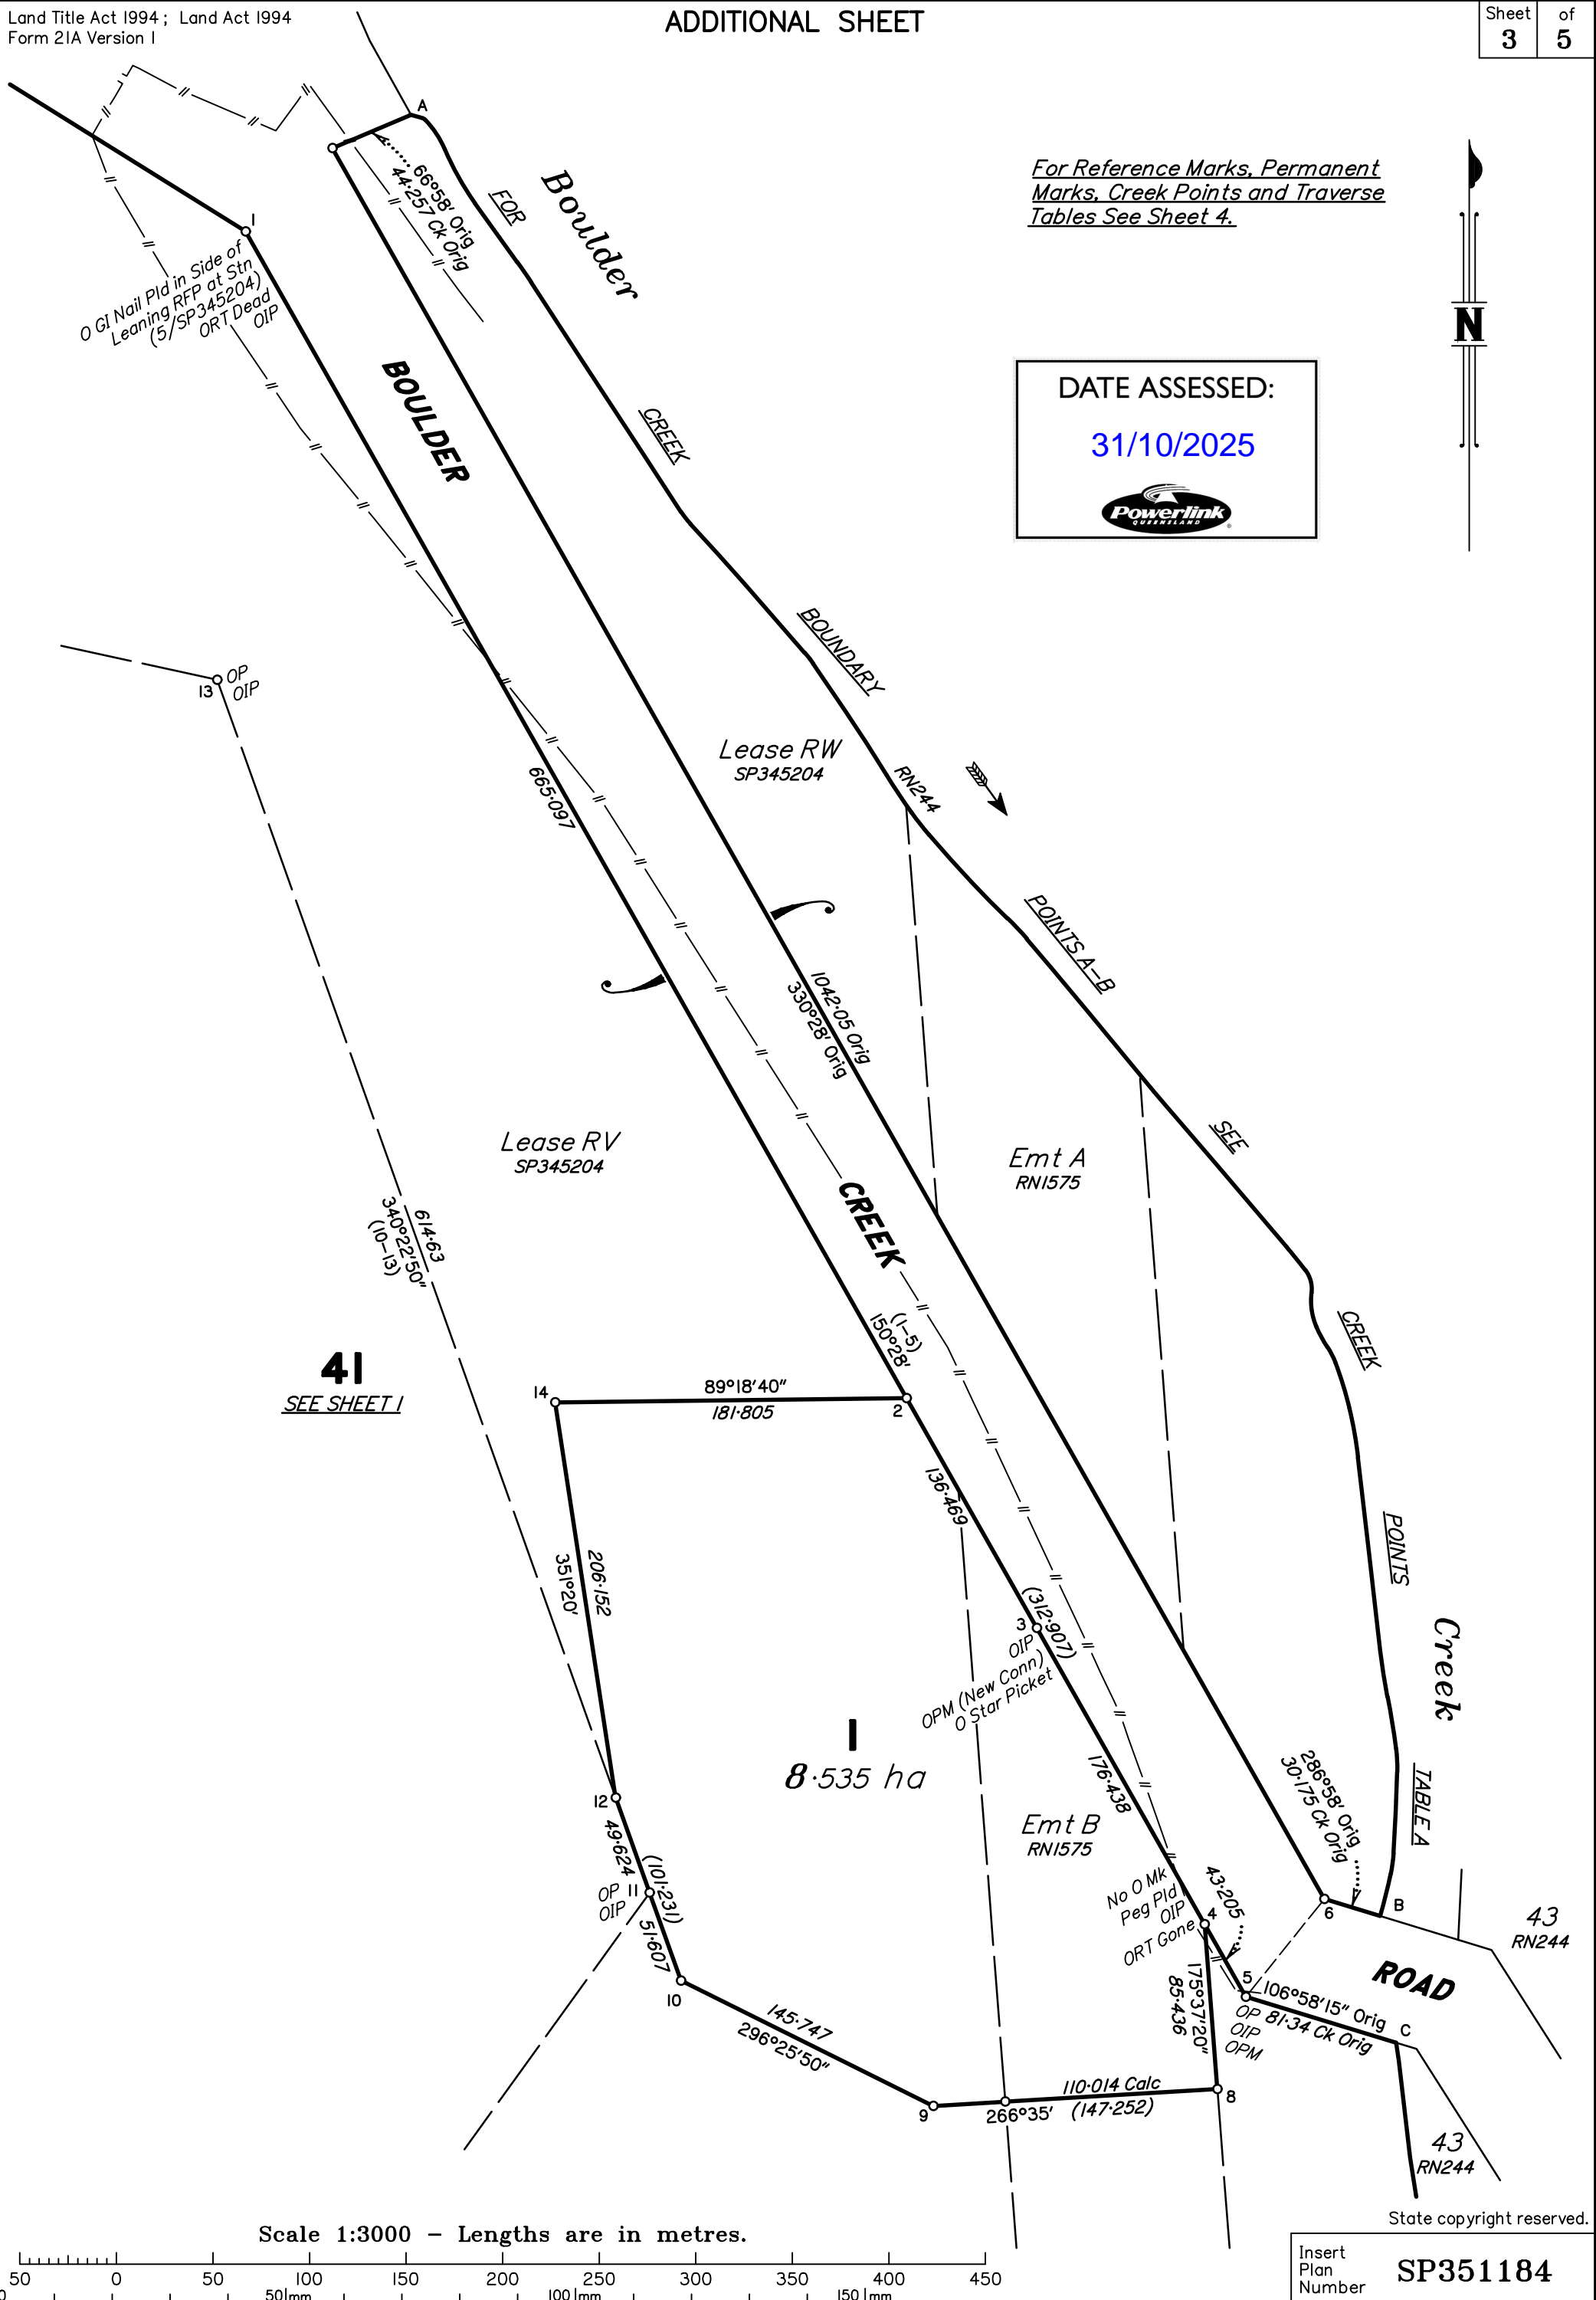 Land Title Act 1994 ; Land Act 1994
Form 21A Version 1
ADDITIONAL SHEET
Sheet of
3 5
A
66°58' Orig
44·257 Ck Orig
FOR
Boulder
For Reference Marks, Permanent
Marks, Creek Points and Traverse
Tables See Sheet 4.
N
1
O GI Nail Pld in Side of
Leaning RFP at Stn
(5/SP345204)
ORT Dead
OIP
BOULDER
CREEK
DATE ASSESSED:
31/10/2025
Powerlink
QUEENSLAND
BOUNDARY
13
OP
OIP
Lease RW
SP345204
RN244
665·097
POINTS A-B
1042·05 Orig
330°28' Orig
SEE
Lease RV
SP345204
Emt A
RN1575
CREEK
614·63
340°22'50"
(10-13)
(1-5)
150°28'
CREEK
41
SEE SHEET 1
14
89°18'40"
181·805
2
136·469
POINTS
206·152
351°20'
3
(312·907)
OIP
OPM (New Conn)
O Star Picket
Creek
1
8·535 ha
176·438
286°58' Orig
30·175 Ck Orig
TABLE A
12
49·624
Emt B
RN1575
(101·231)
OP
11
OIP
51·607
No O Mk
Peg Pld
OIP
ORT Gone
4
43·205
6
B
43
RN244
10
145·747
296°25'50"
175°37'20"
85·436
5
106°58'15" Orig
81·34 Ck Orig
OP
OIP
OPM
C
ROAD
9
266°35'
110·014 Calc
(147·252)
8
43
RN244
State copyright reserved.
Scale 1:3000 – Lengths are in metres.
50 0 50 100 150 200 250 300 350 400 450
50 mm 100 mm 150 mm
Insert
Plan
Number
SP351184